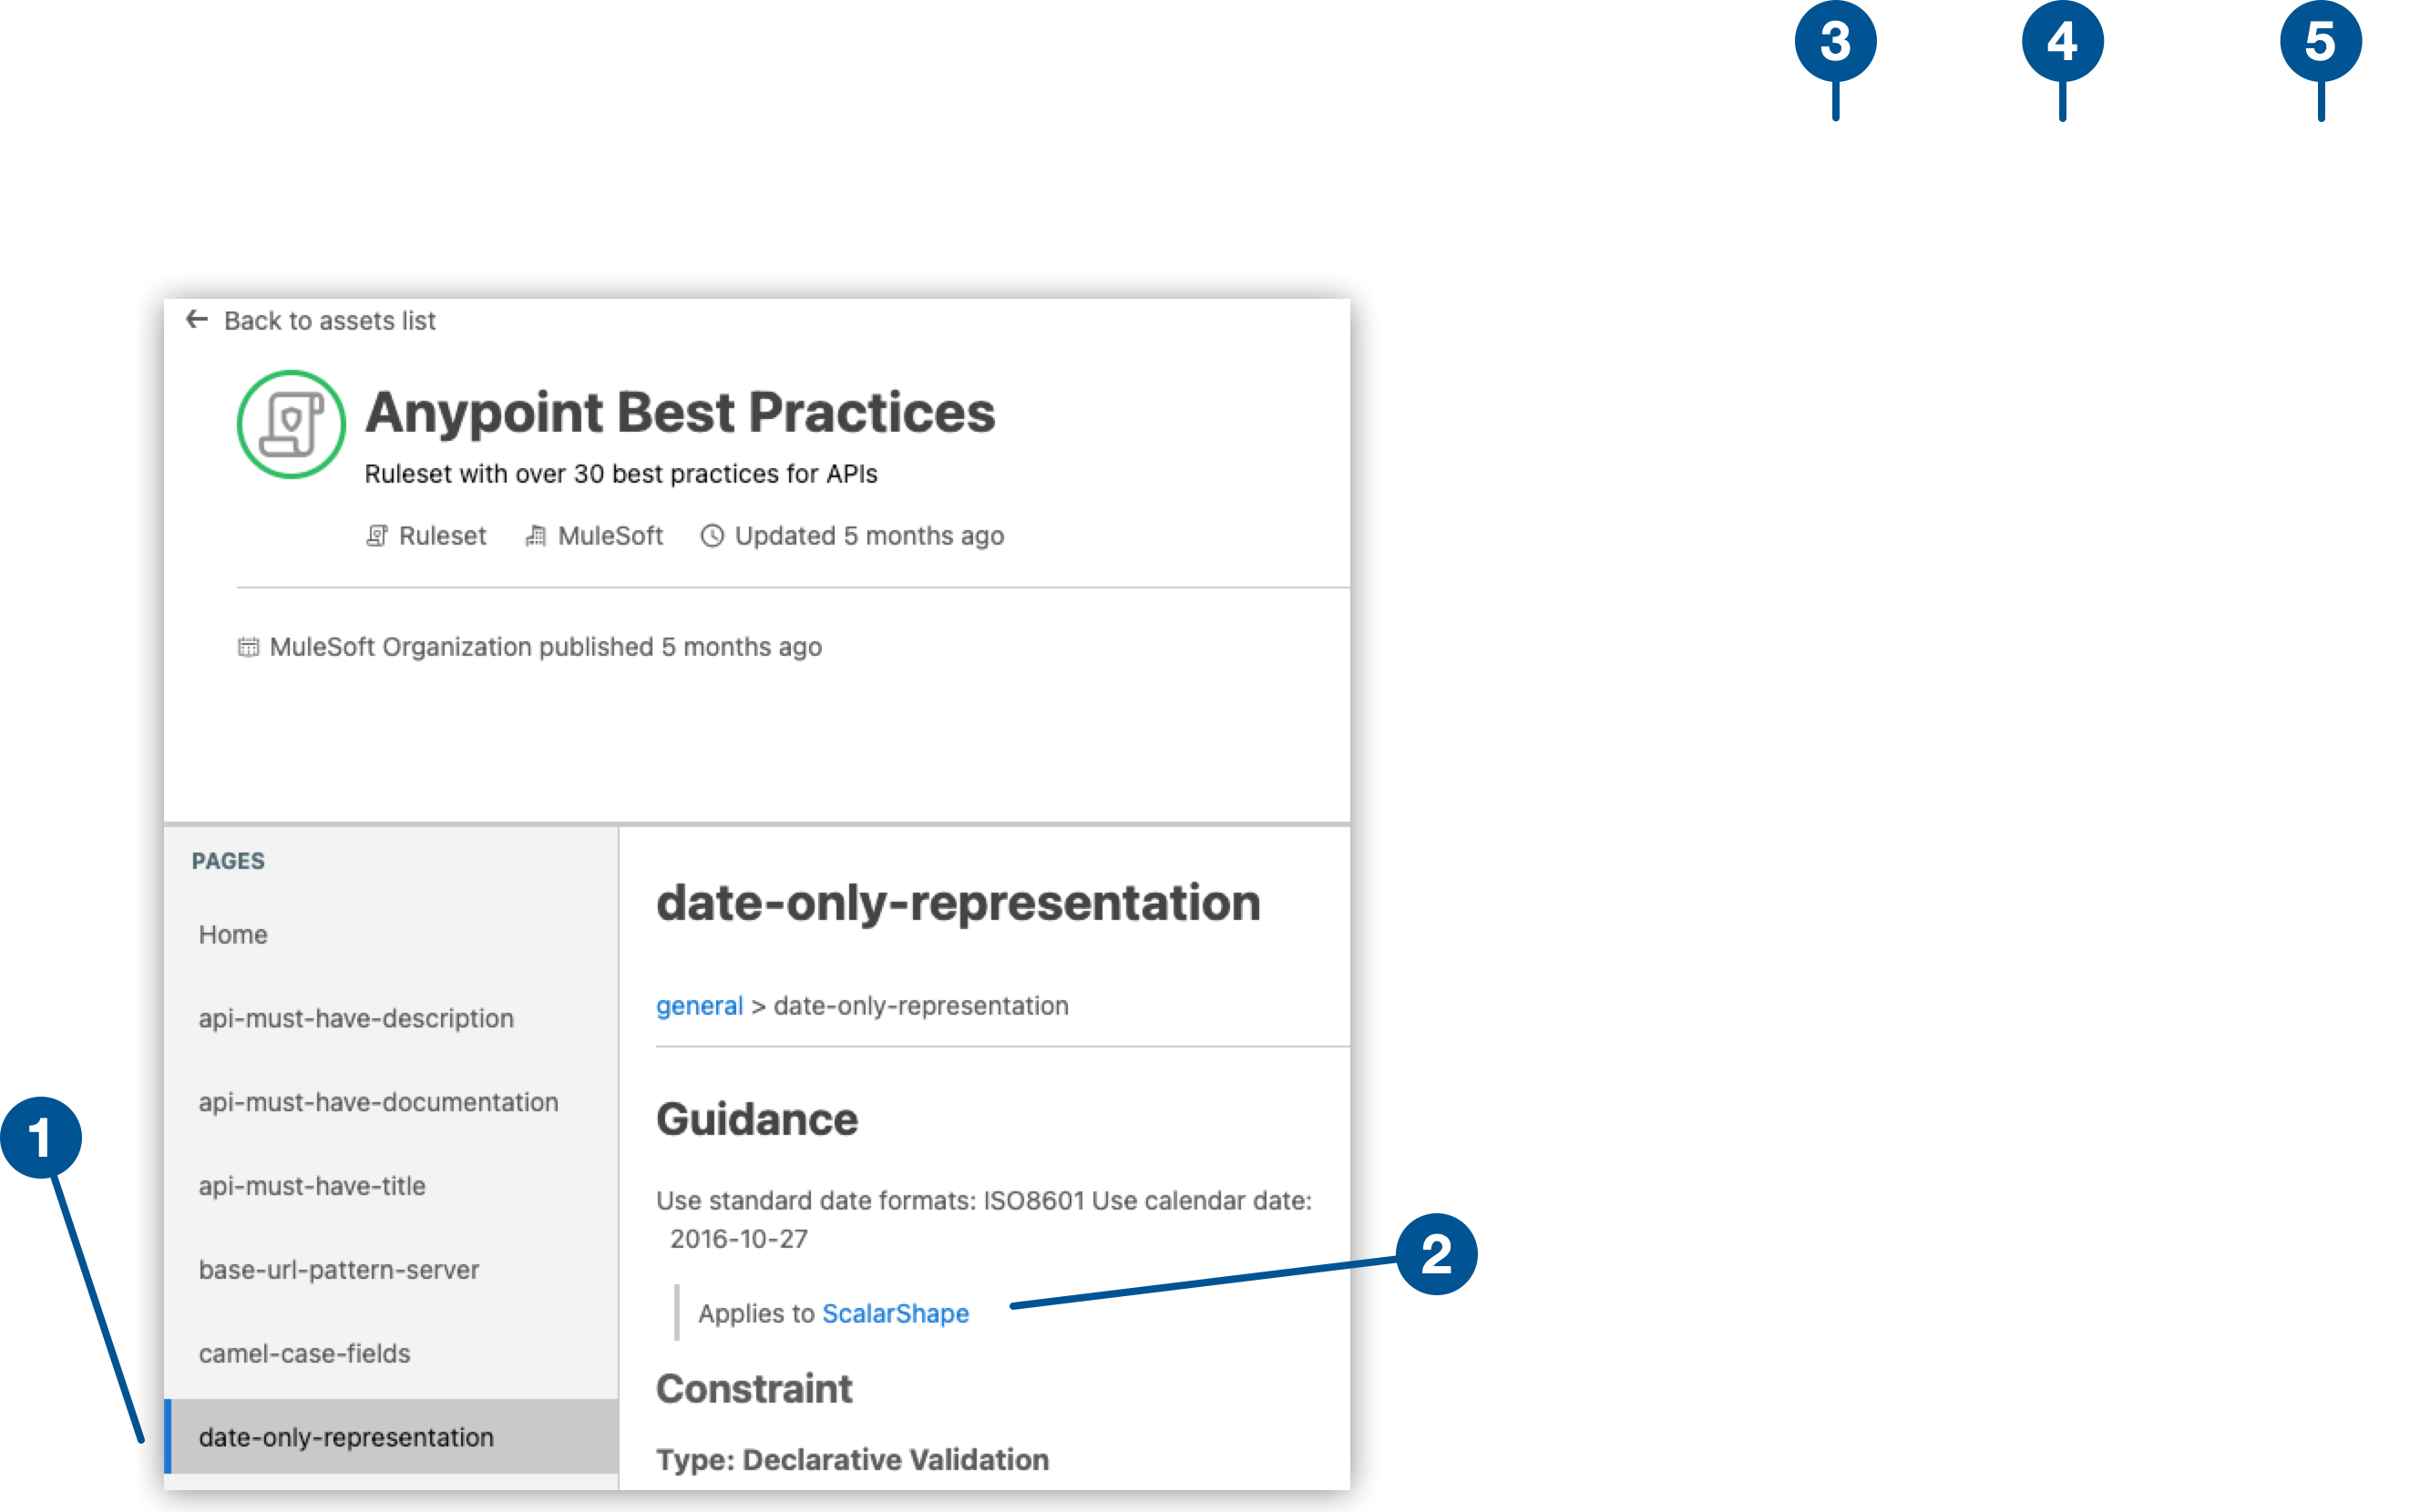 3 4 5
Back to assets list
Anypoint Best Practices
Ruleset with over 30 best practices for APIs
Ruleset MuleSoft Updated 5 months ago
MuleSoft Organization published 5 months ago
PAGES
Home
api-must-have-description
api-must-have-documentation
api-must-have-title
base-url-pattern-server
camel-case-fields
date-only-representation
1
date-only-representation
general > date-only-representation
Guidance
Use standard date formats: ISO8601 Use calendar date:
2016-10-27
Applies to ScalarShape
2
Constraint
Type: Declarative Validation